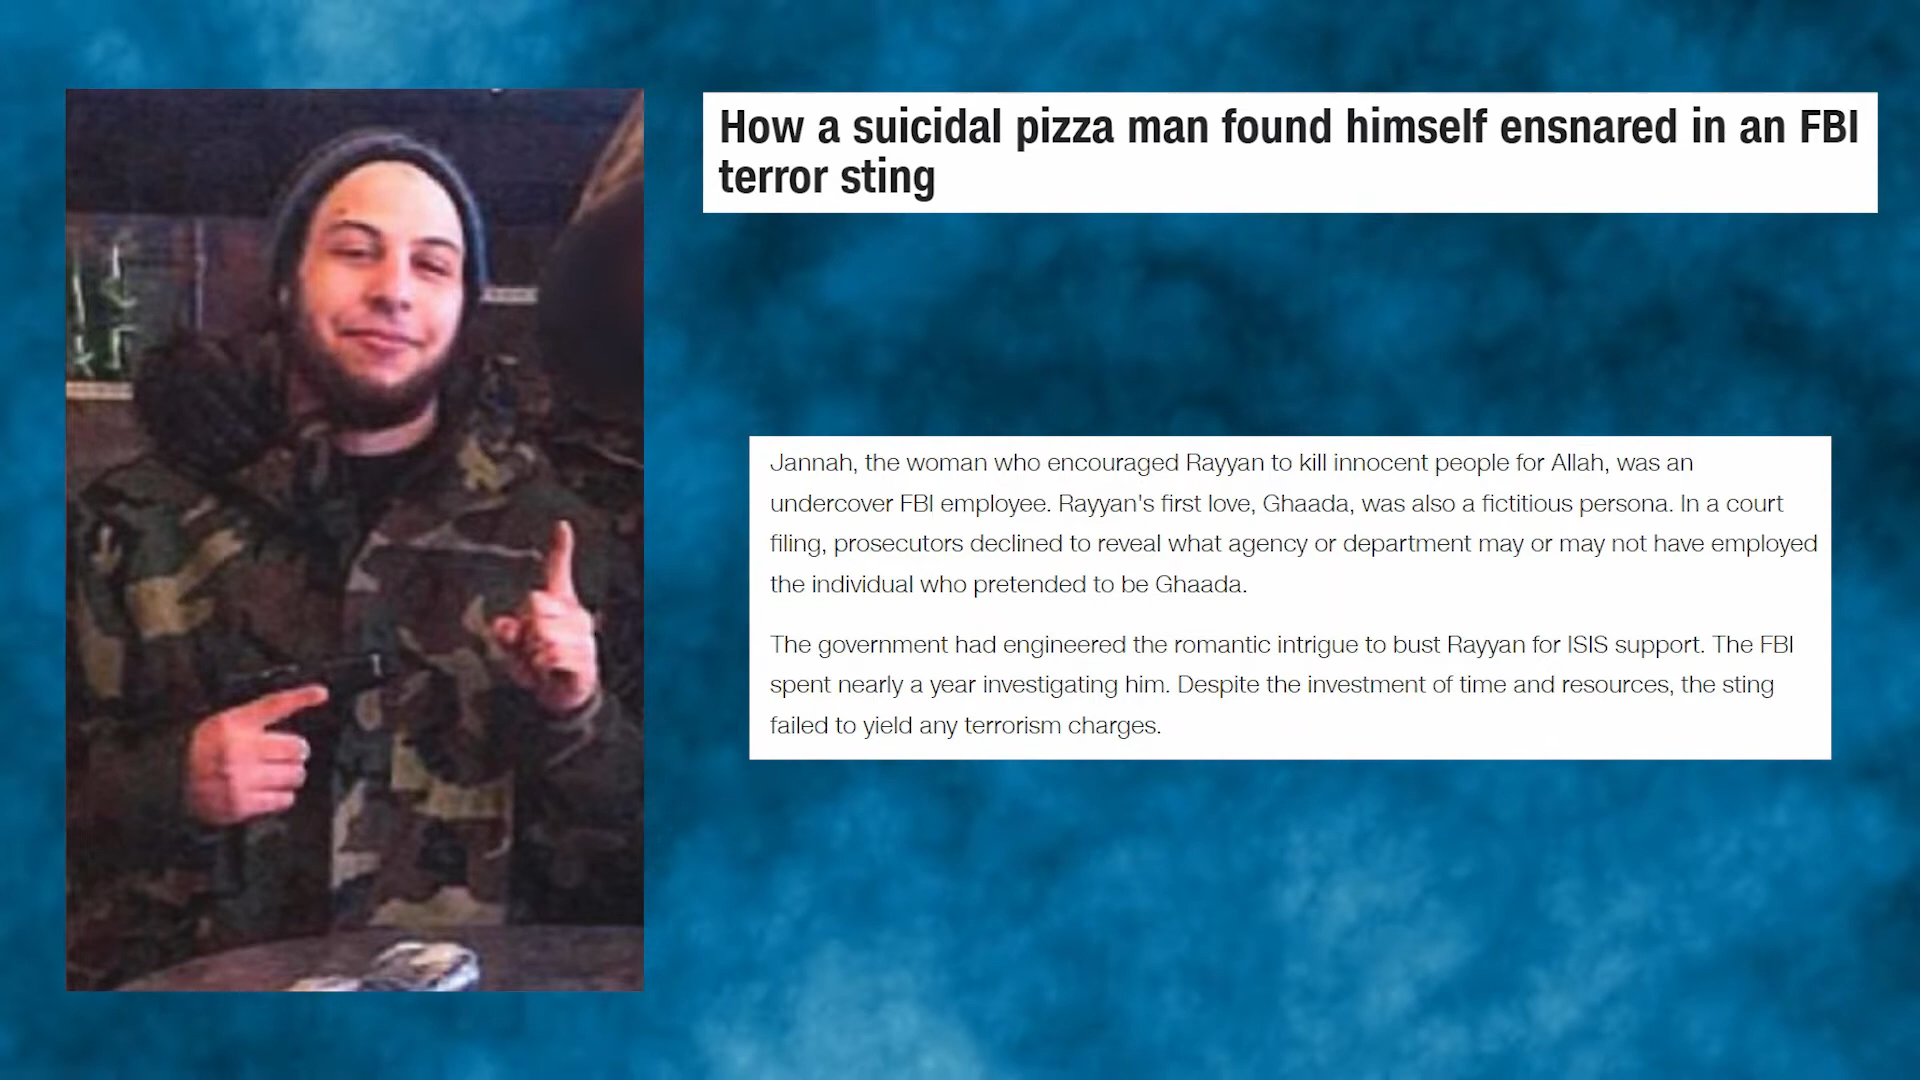 How a suicidal pizza man found himself ensnared in an FBI
terror sting
Jannah, the woman who encouraged Rayyan to kill innocent people for Allah, was an
undercover FBI employee. Rayyan's first love, Ghaada, was also a fictitious persona. In a court
filing, prosecutors declined to reveal what agency or department may or may not have employed
the individual who pretended to be Ghaada.
The government had engineered the romantic intrigue to bust Rayyan for ISIS support. The FBI
spent nearly a year investigating him. Despite the investment of time and resources, the sting
failed to yield any terrorism charges.